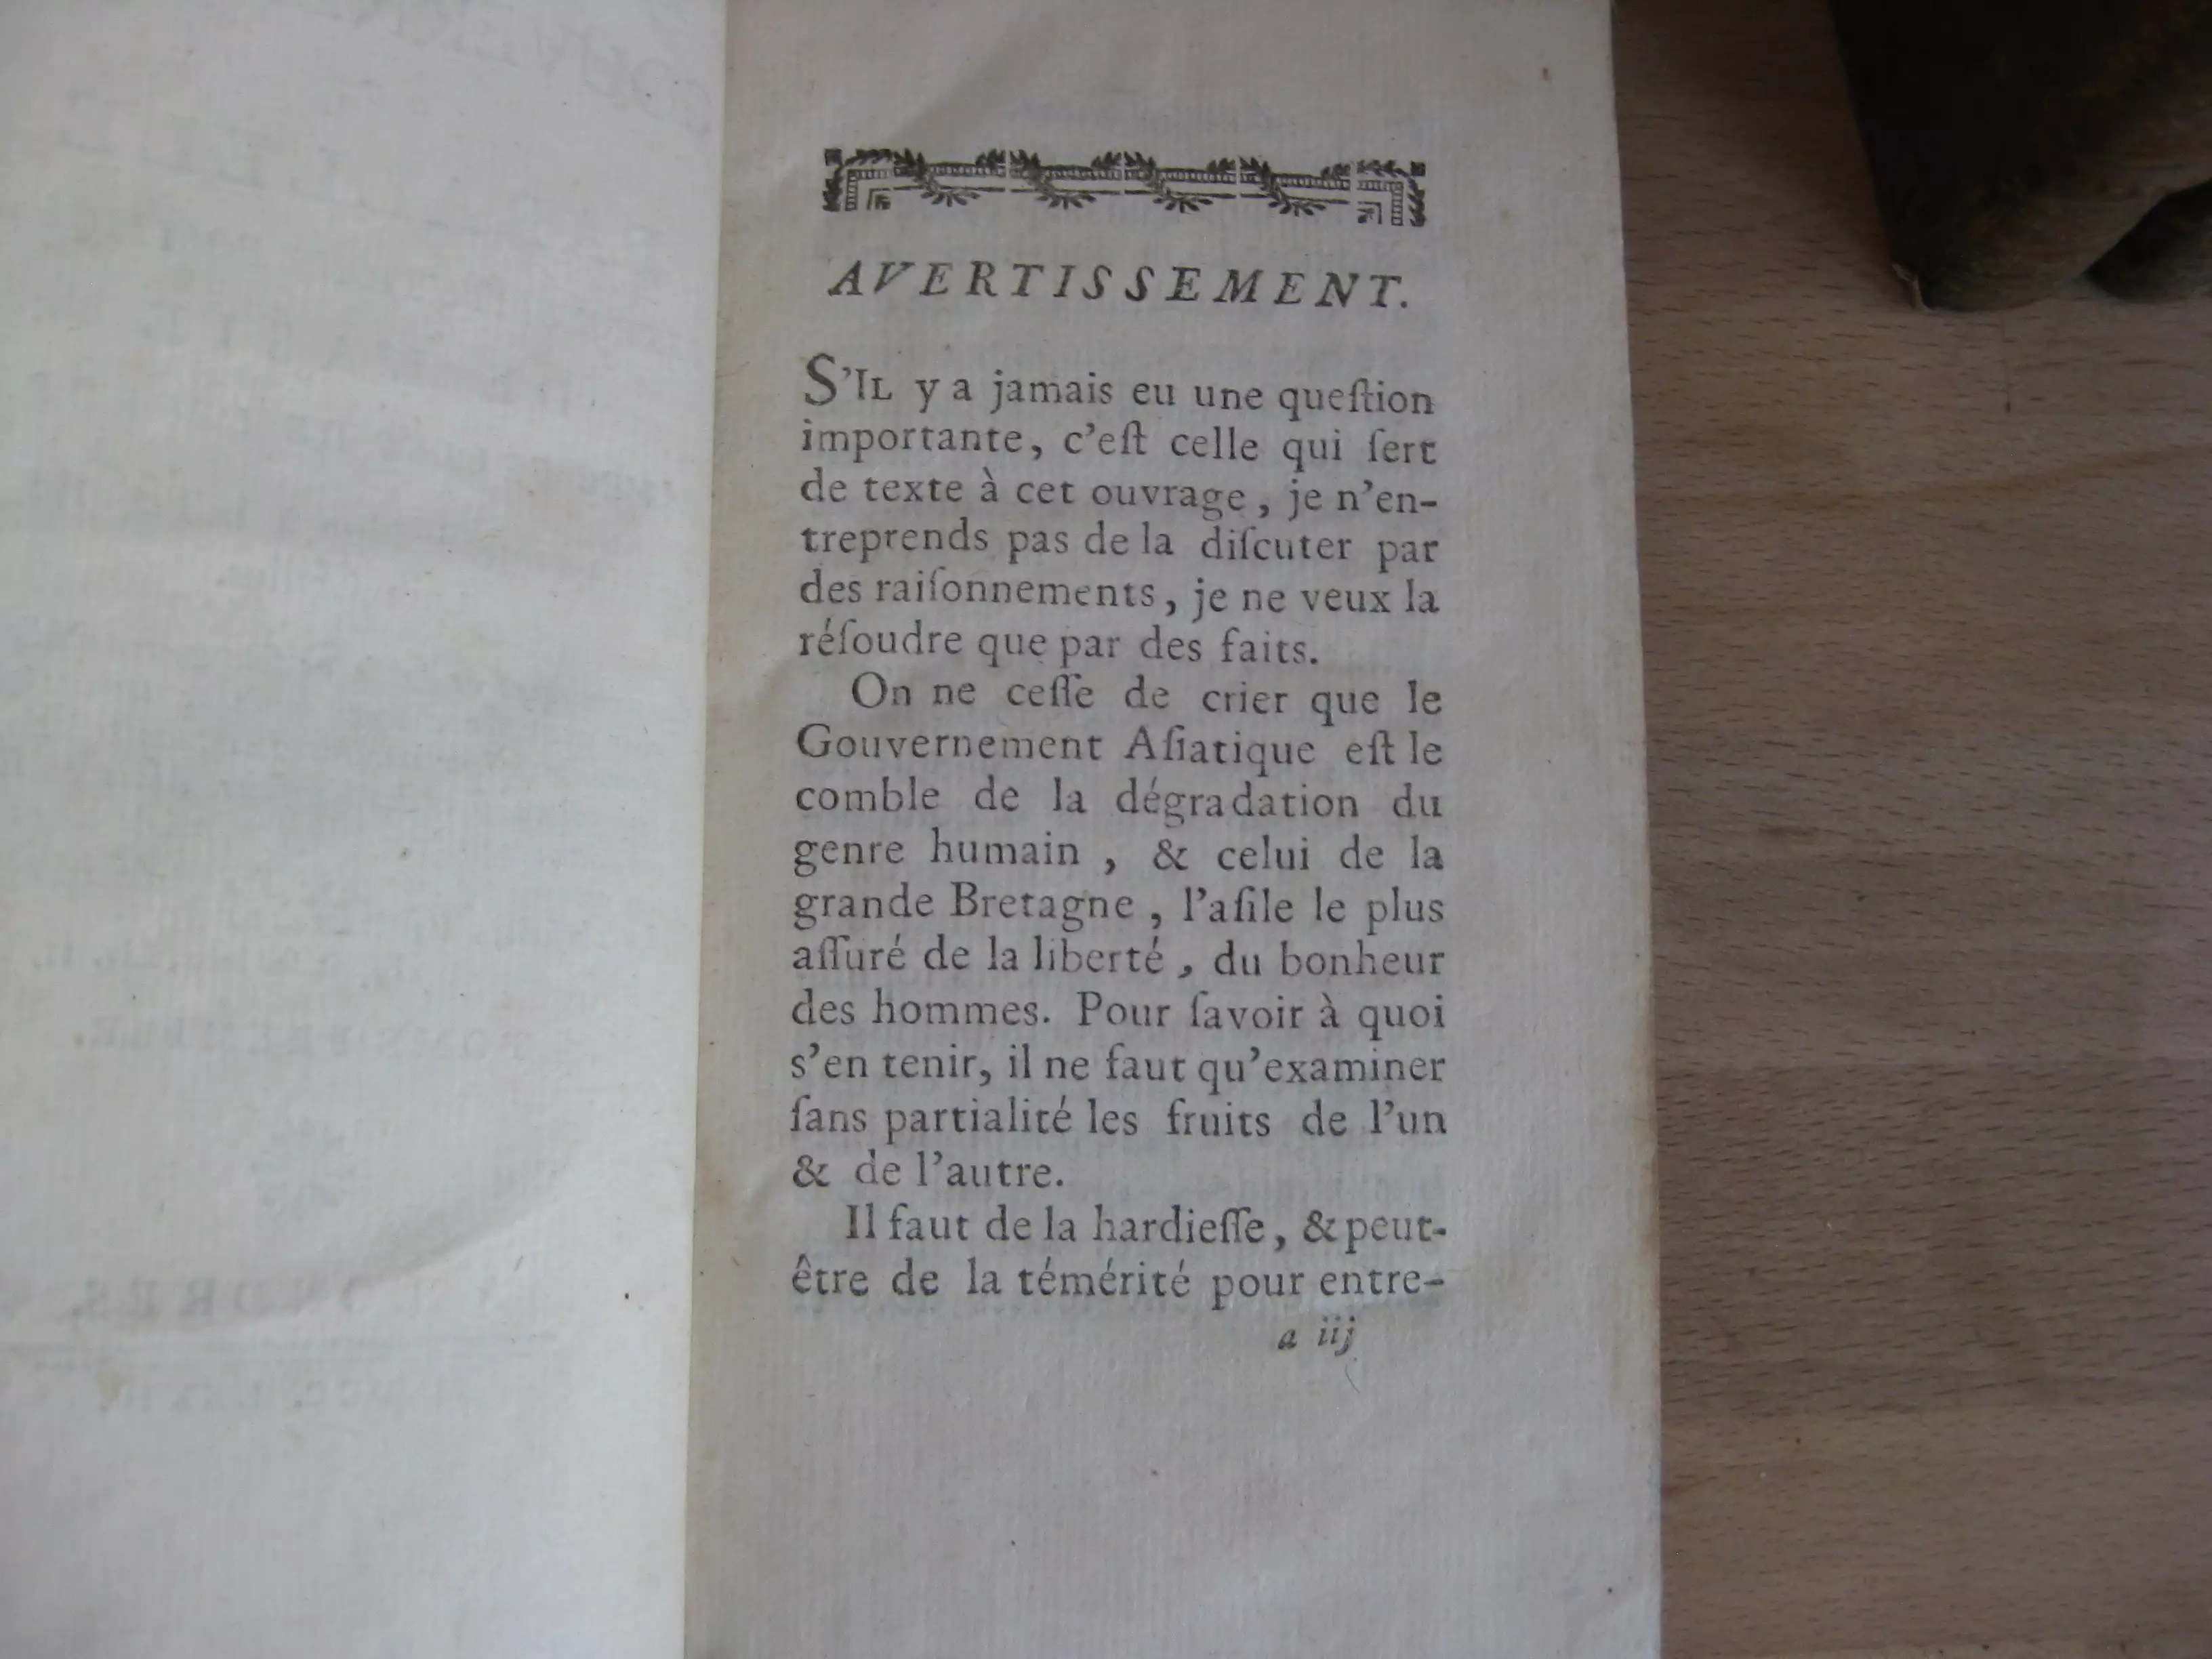 AVERTISSEMENT.
S'IL y a jamais eu une queſtion
importante, c'eſt celle qui ſert
de texte à cet ouvrage, je n'en-
treprends pas de la diſcuter par
des raiſonnements, je ne veux la
réſoudre que par des faits.
On ne ceſſe de crier que le
Gouvernement Aſiatique eſt le
comble de la dégradation du
genre humain, & celui de la
grande Bretagne, l'aſile le plus
aſſuré de la liberté, du bonheur
des hommes. Pour ſavoir à quoi
s'en tenir, il ne faut qu'examiner
ſans partialité les fruits de l'un
& de l'autre.
Il faut de la hardieſſe, & peut-
être de la témérité pour entre-
a iij